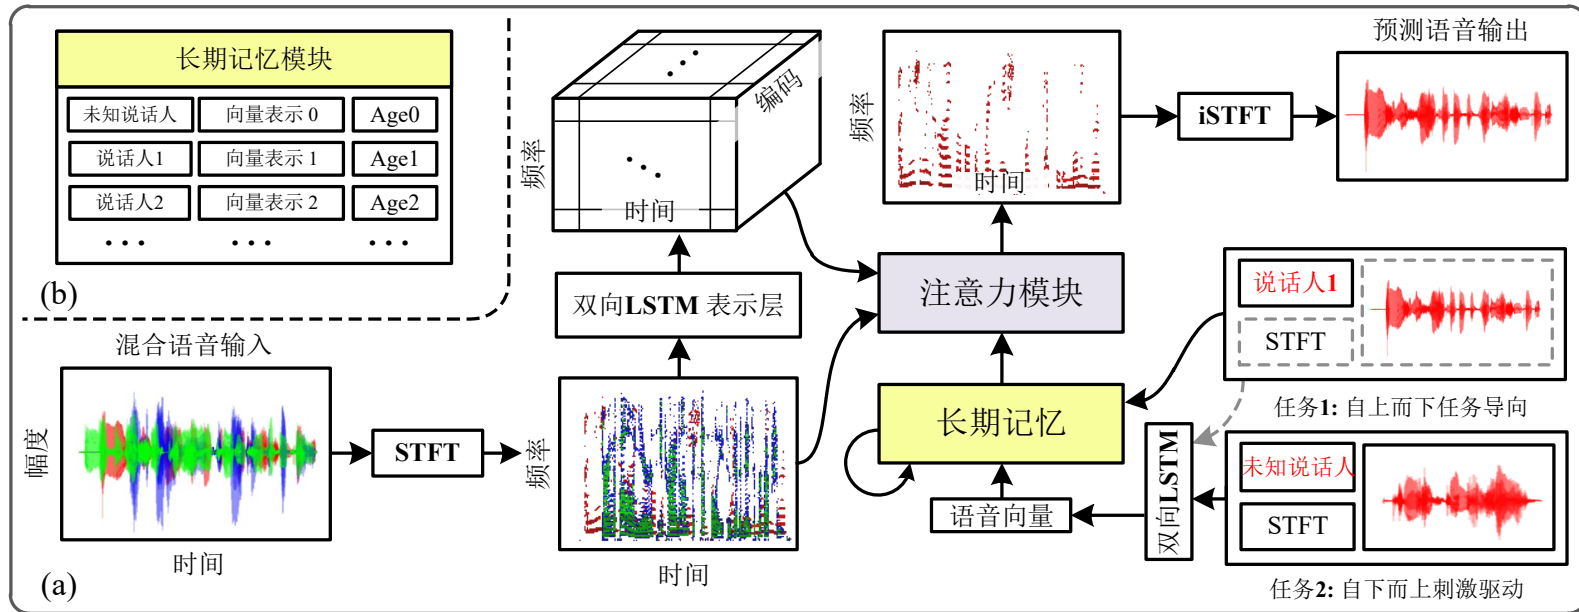 长期记忆模块
未知说话人 向量表示 0 Age0
说话人1 向量表示 1 Age1
说话人2 向量表示 2 Age2
... ... ...
(b)
混合语音输入
幅度
时间
(a)
STFT
频率
时间
双向LSTM 表示层
频率
时间
编码
注意力模块
长期记忆
语音向量
双向LSTM
频率
时间
iSTFT
预测语音输出
说话人1
STFT
任务1: 自上而下任务导向
未知说话人
STFT
任务2: 自下而上刺激驱动